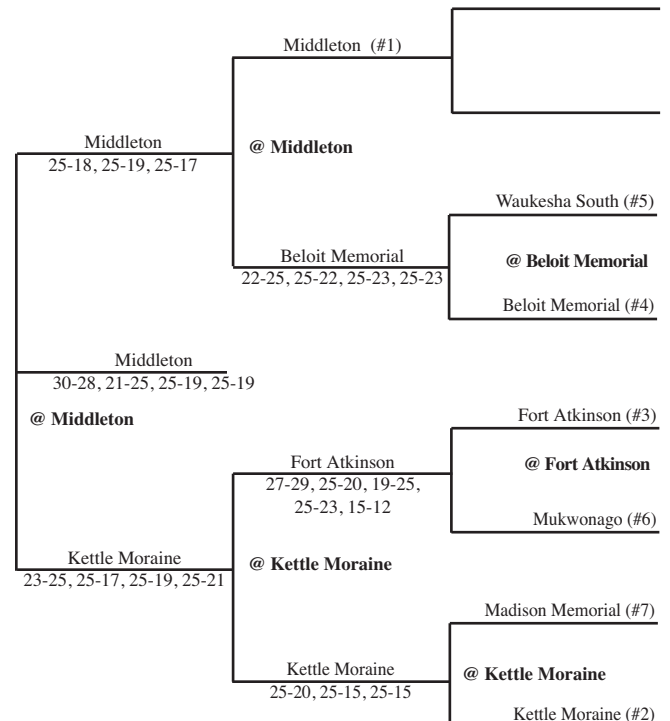 Middleton (#1)
Middleton
25-18, 25-19, 25-17
@ Middleton
Waukesha South (#5)
Beloit Memorial
22-25, 25-22, 25-23, 25-23
@ Beloit Memorial
Beloit Memorial (#4)
Middleton
30-28, 21-25, 25-19, 25-19
@ Middleton
Fort Atkinson (#3)
Fort Atkinson
27-29, 25-20, 19-25,
25-23, 15-12
@ Fort Atkinson
Mukwonago (#6)
Kettle Moraine
23-25, 25-17, 25-19, 25-21
@ Kettle Moraine
Madison Memorial (#7)
Kettle Moraine
25-20, 25-15, 25-15
@ Kettle Moraine
Kettle Moraine (#2)